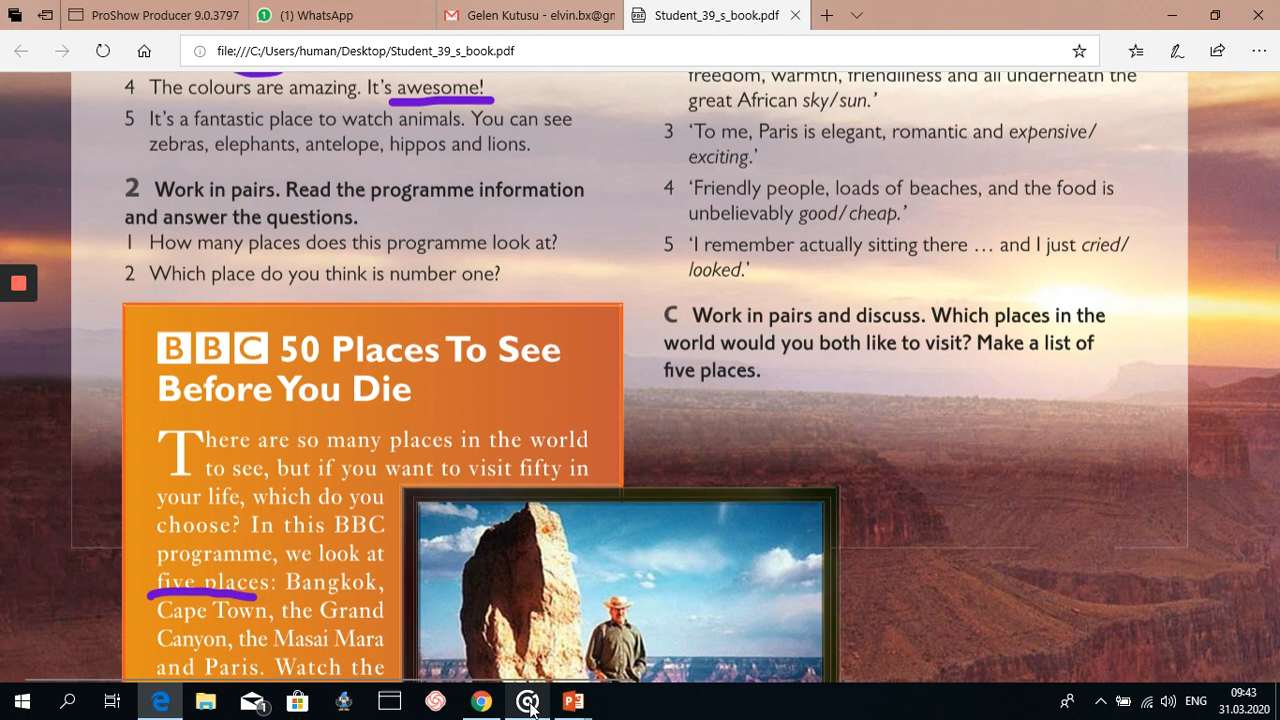 ProShow Producer 9.0.3797
(1) WhatsApp
Gelen Kutusu - elvin.bx@gm
Student_39_s_book.pdf
file:///C:/Users/human/Desktop/Student_39_s_book.pdf
4 The colours are amazing. It's awesome!
5 It's a fantastic place to watch animals. You can see
zebras, elephants, antelope, hippos and lions.
2 Work in pairs. Read the programme information
and answer the questions.
1 How many places does this programme look at?
2 Which place do you think is number one?
BBC 50 Places To See
Before You Die
There are so many places in the world
to see, but if you want to visit fifty in
your life, which do you
choose? In this BBC
programme, we look at
five places: Bangkok,
Cape Town, the Grand
Canyon, the Masai Mara
and Paris. Watch the
freedom, warmth, friendliness and all underneath the
great African sky/sun.'
3 'To me, Paris is elegant, romantic and expensive/
exciting.'
4 'Friendly people, loads of beaches, and the food is
unbelievably good/cheap.'
5 'I remember actually sitting there … and I just cried/
looked.'
C Work in pairs and discuss. Which places in the
world would you both like to visit? Make a list of
five places.
ENG
09:43
31.03.2020